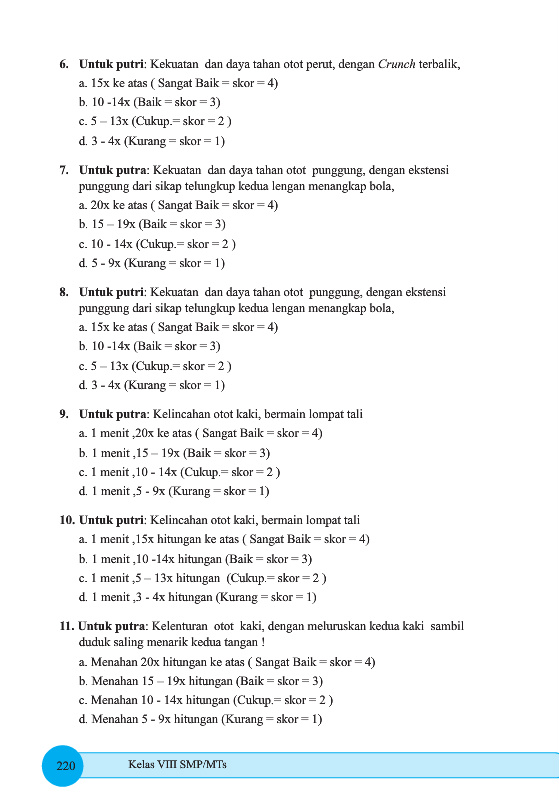 6. Untuk putri: Kekuatan dan daya tahan otot perut, dengan Crunch terbalik,
a. 15x ke atas ( Sangat Baik = skor = 4)
b. 10 -14x (Baik = skor = 3)
c. 5 – 13x (Cukup.= skor = 2 )
d. 3 - 4x (Kurang = skor = 1)
7. Untuk putra: Kekuatan dan daya tahan otot punggung, dengan ekstensi
punggung dari sikap telungkup kedua lengan menangkap bola,
a. 20x ke atas ( Sangat Baik = skor = 4)
b. 15 – 19x (Baik = skor = 3)
c. 10 - 14x (Cukup.= skor = 2 )
d. 5 - 9x (Kurang = skor = 1)
8. Untuk putri: Kekuatan dan daya tahan otot punggung, dengan ekstensi
punggung dari sikap telungkup kedua lengan menangkap bola,
a. 15x ke atas ( Sangat Baik = skor = 4)
b. 10 -14x (Baik = skor = 3)
c. 5 – 13x (Cukup.= skor = 2 )
d. 3 - 4x (Kurang = skor = 1)
9. Untuk putra: Kelincahan otot kaki, bermain lompat tali
a. 1 menit ,20x ke atas ( Sangat Baik = skor = 4)
b. 1 menit ,15 – 19x (Baik = skor = 3)
c. 1 menit ,10 - 14x (Cukup.= skor = 2 )
d. 1 menit ,5 - 9x (Kurang = skor = 1)
10. Untuk putri: Kelincahan otot kaki, bermain lompat tali
a. 1 menit ,15x hitungan ke atas ( Sangat Baik = skor = 4)
b. 1 menit ,10 -14x hitungan (Baik = skor = 3)
c. 1 menit ,5 – 13x hitungan (Cukup.= skor = 2 )
d. 1 menit ,3 - 4x hitungan (Kurang = skor = 1)
11. Untuk putra: Kelenturan otot kaki, dengan meluruskan kedua kaki sambil
duduk saling menarik kedua tangan !
a. Menahan 20x hitungan ke atas ( Sangat Baik = skor = 4)
b. Menahan 15 – 19x hitungan (Baik = skor = 3)
c. Menahan 10 - 14x hitungan (Cukup.= skor = 2 )
d. Menahan 5 - 9x hitungan (Kurang = skor = 1)
220 Kelas VIII SMP/MTs